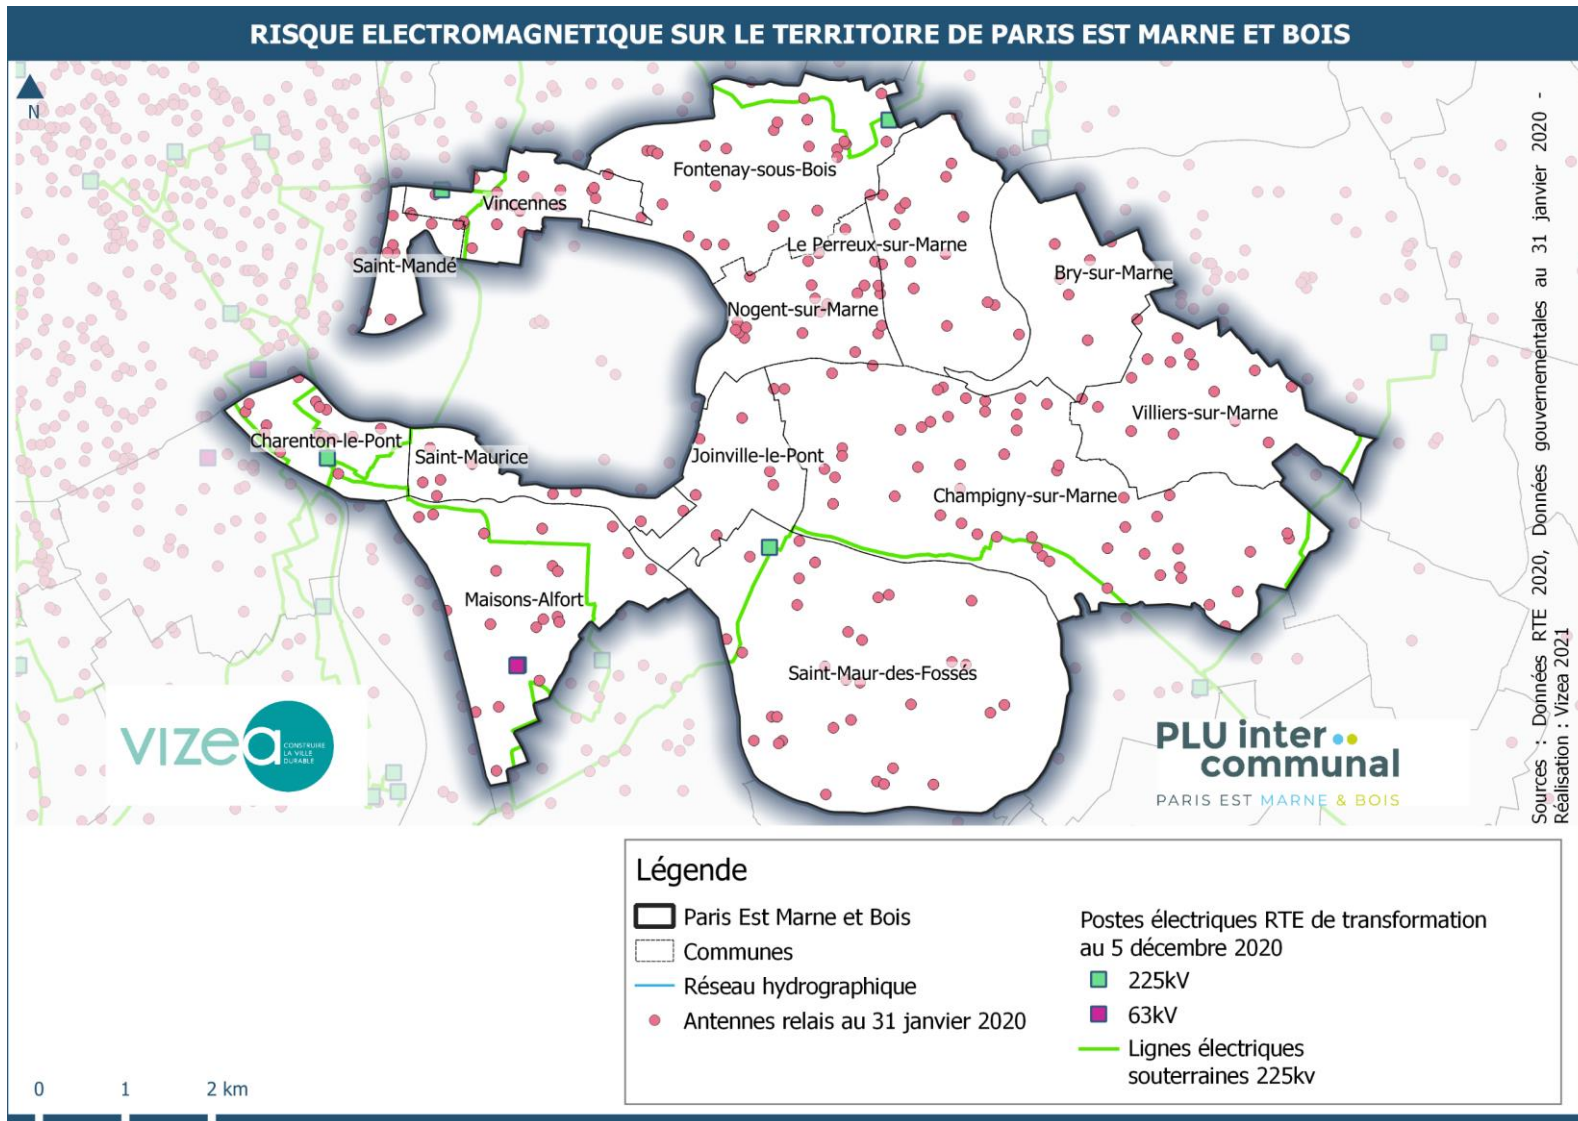 RISQUE ELECTROMAGNETIQUE SUR LE TERRITOIRE DE PARIS EST MARNE ET BOIS
N
Fontenay-sous-Bois
Vincennes
Le Perreux-sur-Marne
Saint-Mandé
Bry-sur-Marne
Nogent-sur-Marne
Villiers-sur-Marne
Charenton-le-Pont
Saint-Maurice
Joinville-le-Pont
Champigny-sur-Marne
Maisons-Alfort
Saint-Maur-des-Fossés
vizea
CONSTRUIRE
LA VILLE
DURABLE
PLU inter
communal
PARIS EST MARNE & BOIS
Sources : Données RTE 2020, Données gouvernementales au 31 janvier 2020 -
Réalisation : Vizea 2021
Légende
Paris Est Marne et Bois
Communes
Réseau hydrographique
Antennes relais au 31 janvier 2020
Postes électriques RTE de transformation
au 5 décembre 2020
225kV
63kV
Lignes électriques
souterraines 225kv
0 1 2 km